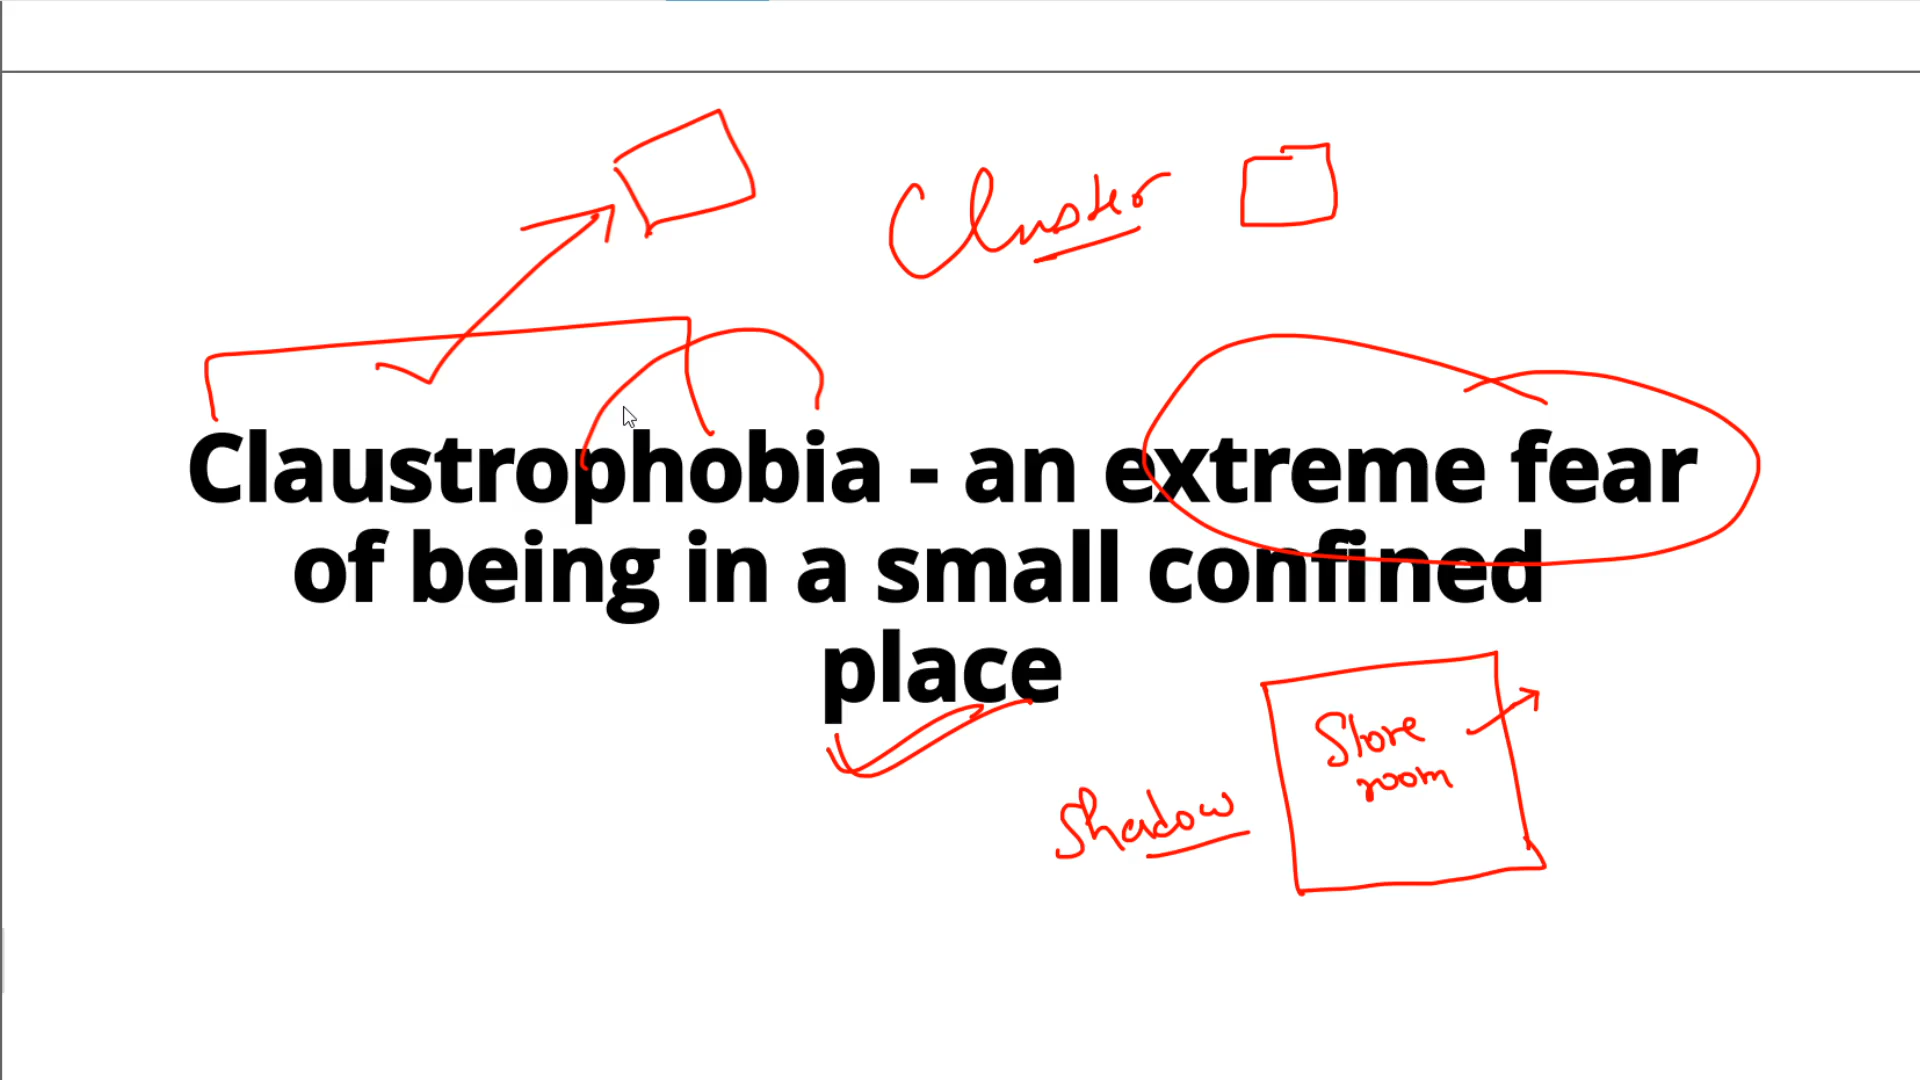 Cluster
Claustrophobia - an extreme fear
of being in a small confined
place
Store
room
Shadow